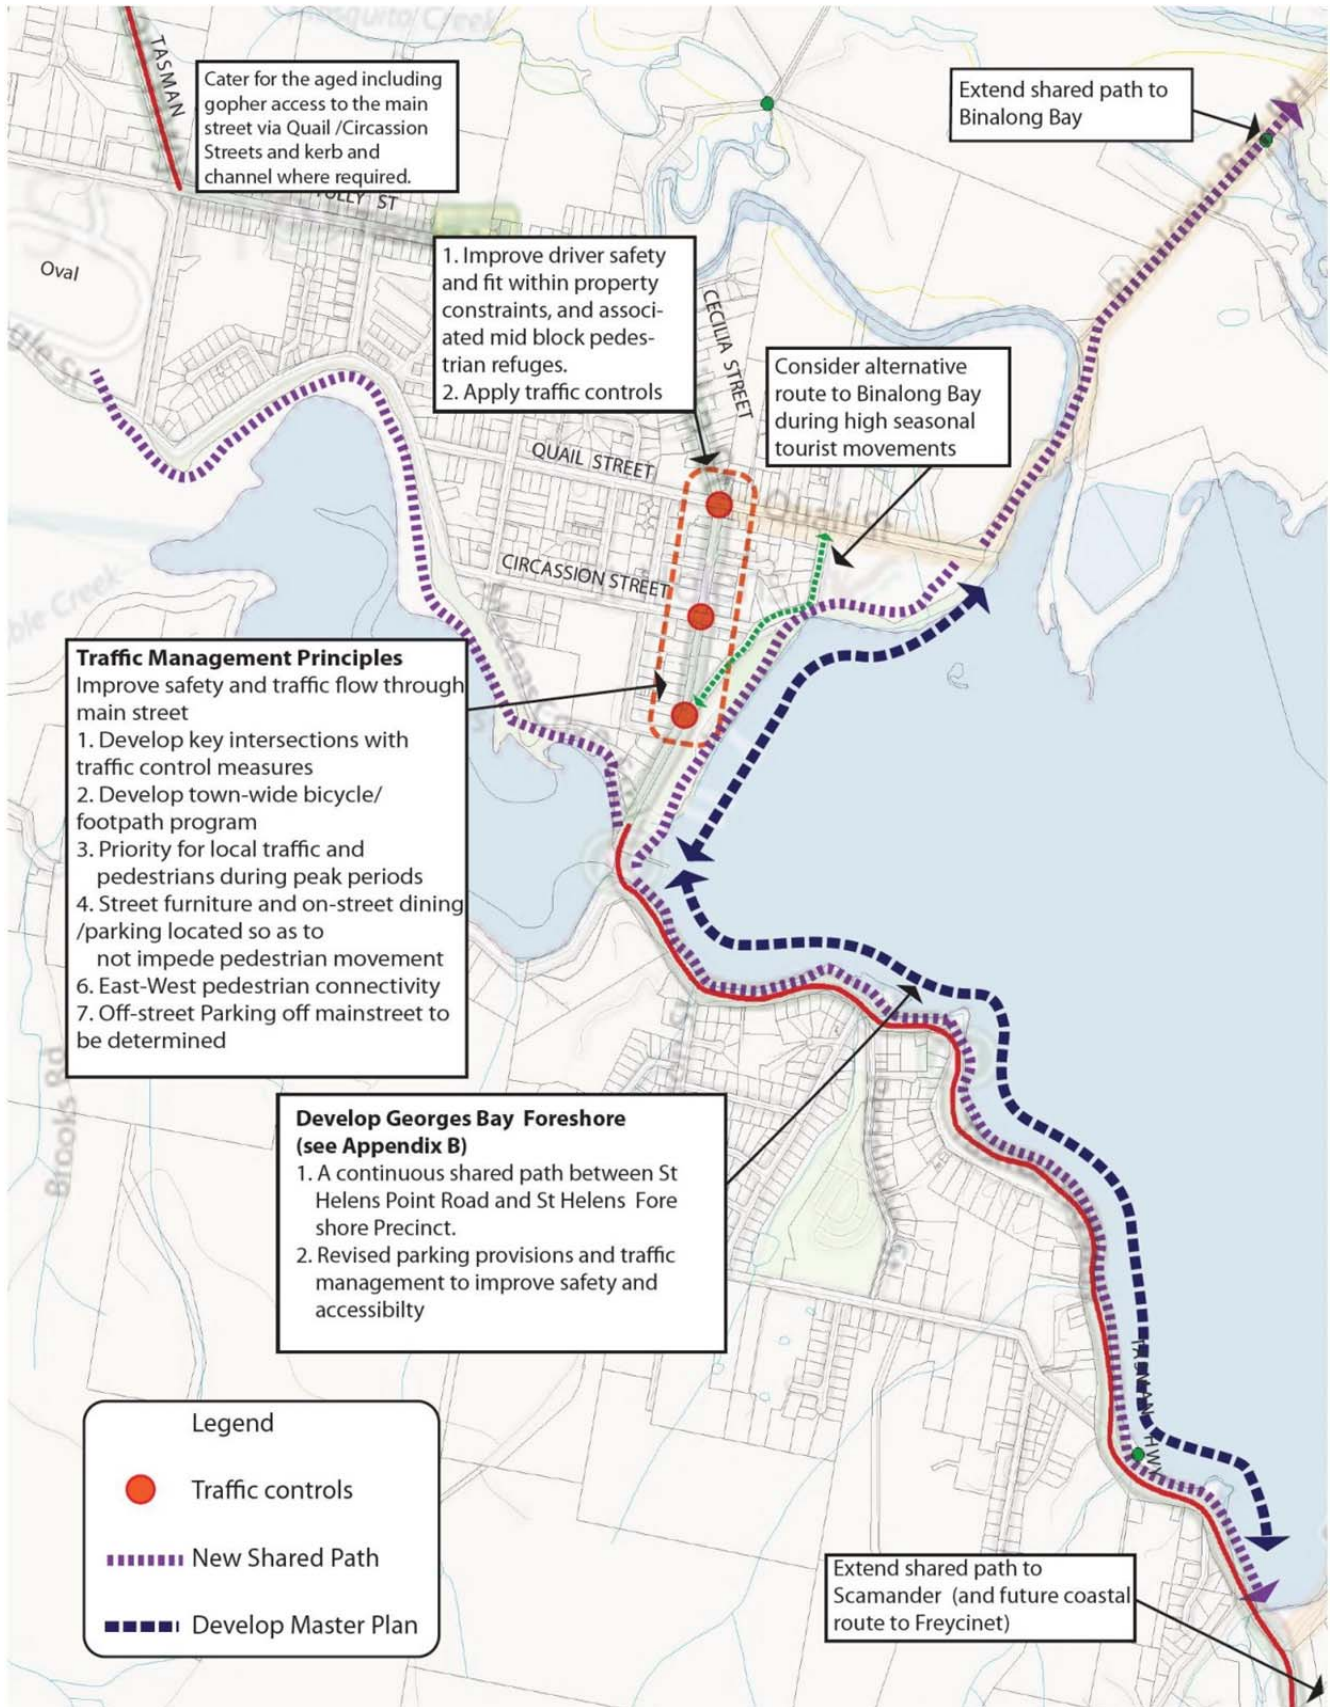 Mosquito Creek
TASMAN
Cater for the aged including
gopher access to the main
street via Quail /Circassion
Streets and kerb and
channel where required.
Extend shared path to
Binalong Bay
TULLY ST
Oval
1. Improve driver safety
and fit within property
constraints, and associ-
ated mid block pedes-
trian refuges.
2. Apply traffic controls
CECILIA STREET
Consider alternative
route to Binalong Bay
during high seasonal
tourist movements
QUAIL STREET
Quail St
CIRCASSION STREET
ble Creek
Traffic Management Principles
Improve safety and traffic flow through
main street
1. Develop key intersections with
traffic control measures
2. Develop town-wide bicycle/
footpath program
3. Priority for local traffic and
pedestrians during peak periods
4. Street furniture and on-street dining
/parking located so as to
not impede pedestrian movement
6. East-West pedestrian connectivity
7. Off-street Parking off mainstreet to
be determined
Brooks Rd
Develop Georges Bay Foreshore
(see Appendix B)
1. A continuous shared path between St
Helens Point Road and St Helens Fore
shore Precinct.
2. Revised parking provisions and traffic
management to improve safety and
accessibilty
TASMAN HWY
Legend
Traffic controls
New Shared Path
Develop Master Plan
Extend shared path to
Scamander (and future coastal
route to Freycinet)